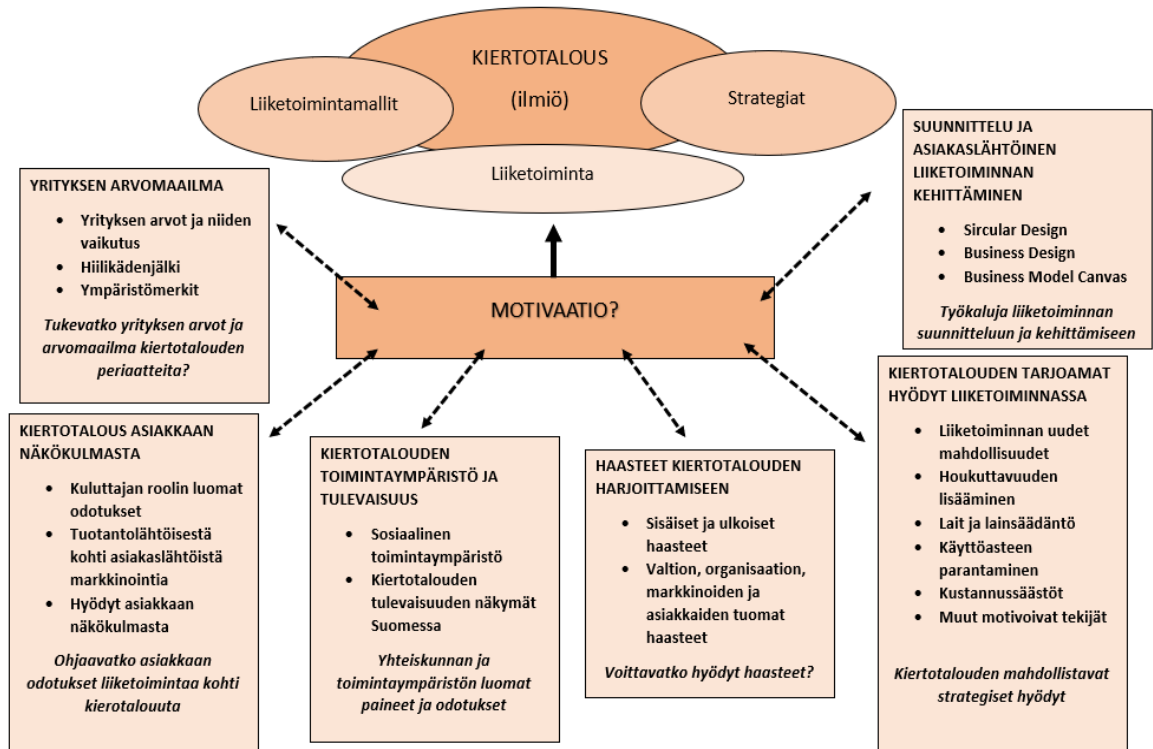 KIERTOTALOUS
(ilmiö)
Liiketoimintamallit
Strategiat
Liiketoiminta
MOTIVAATIO?
YRITYKSEN ARVOMAAILMA
• Yrityksen arvot ja niiden
vaikutus
• Hiilikädenjälki
• Ympäristömerkit
Tukevatko yrityksen arvot ja
arvomaailma kiertotalouden
periaatteita?
SUUNNITTELU JA
ASIAKASLÄHTÖINEN
LIIKETOIMINNAN
KEHITTÄMINEN
• Sircular Design
• Business Design
• Business Model Canvas
Työkaluja liiketoiminnan
suunnitteluun ja kehittämiseen
KIERTOTALOUS ASIAKKAAN
NÄKÖKULMASTA
• Kuluttajan roolin luomat
odotukset
• Tuotantolähtöisestä
kohti asiakaslähtöistä
markkinointia
• Hyödyt asiakkaan
näkökulmasta
Ohjaavatko asiakkaan
odotukset liiketoimintaa kohti
kierotalouuta
KIERTOTALOUDEN
TOIMINTAYMPÄRISTÖ JA
TULEVAISUUS
• Sosiaalinen
toimintaympäristö
• Kiertotalouden
tulevaisuuden näkymät
Suomessa
Yhteiskunnan ja
toimintaympäristön luomat
paineet ja odotukset
HAASTEET KIERTOTALOUDEN
HARJOITTAMISEEN
• Sisäiset ja ulkoiset
haasteet
• Valtion, organisaation,
markkinoiden ja
asiakkaiden tuomat
haasteet
Voittavatko hyödyt haasteet?
KIERTOTALOUDEN TARJOAMAT
HYÖDYT LIIKETOIMINNASSA
• Liiketoiminnan uudet
mahdollisuudet
• Houkuttavuuden
lisääminen
• Lait ja lainsäädäntö
• Käyttöasteen
parantaminen
• Kustannussäästöt
• Muut motivoivat tekijät
Kiertotalouden mahdollistavat
strategiset hyödyt